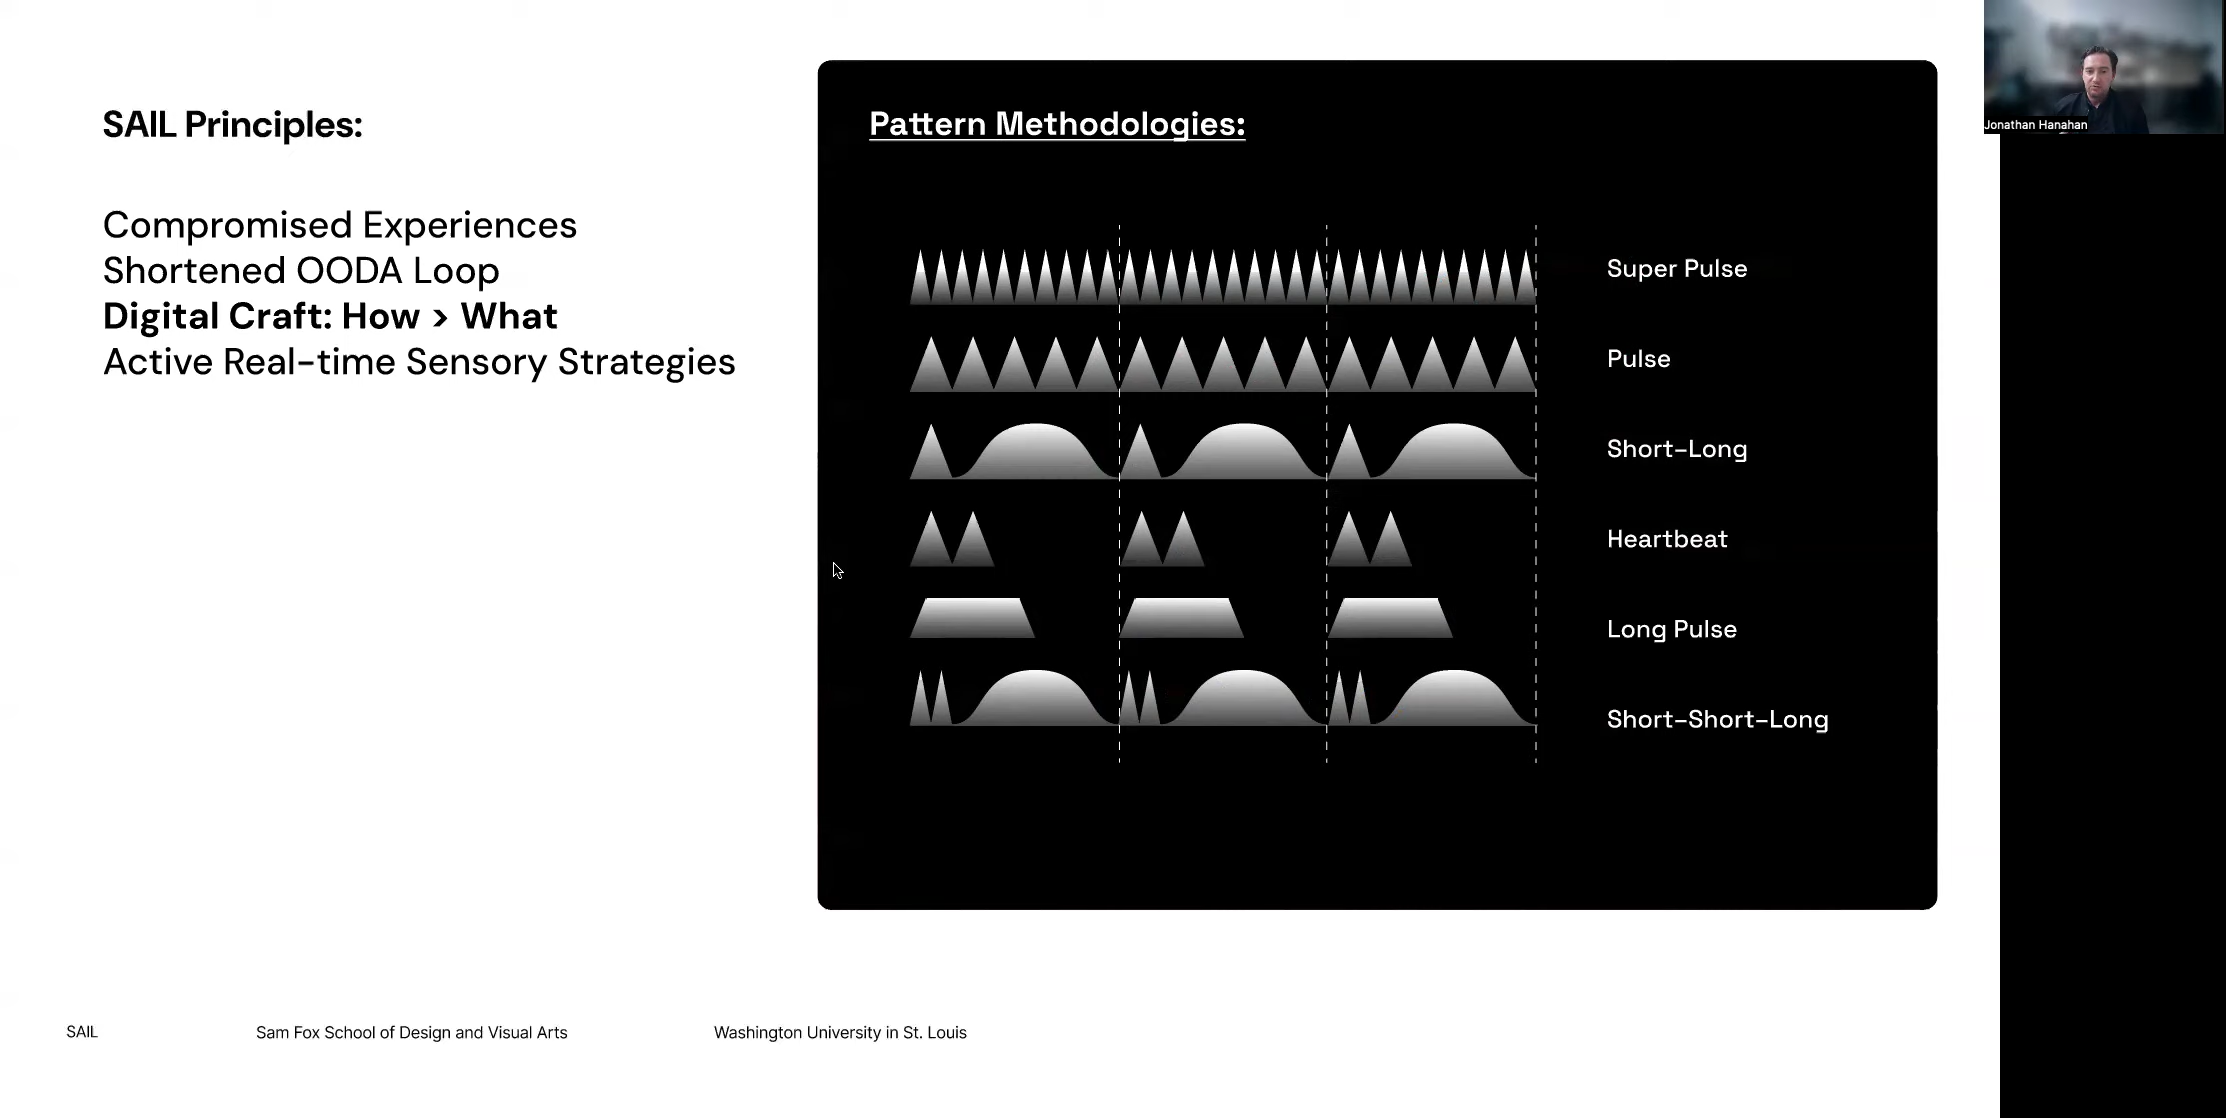 SAIL Principles:
Compromised Experiences
Shortened OODA Loop
Digital Craft: How > What
Active Real-time Sensory Strategies
Pattern Methodologies:
Super Pulse
Pulse
Short-Long
Heartbeat
Long Pulse
Short-Short-Long
Jonathan Hanahan
SAIL
Sam Fox School of Design and Visual Arts
Washington University in St. Louis